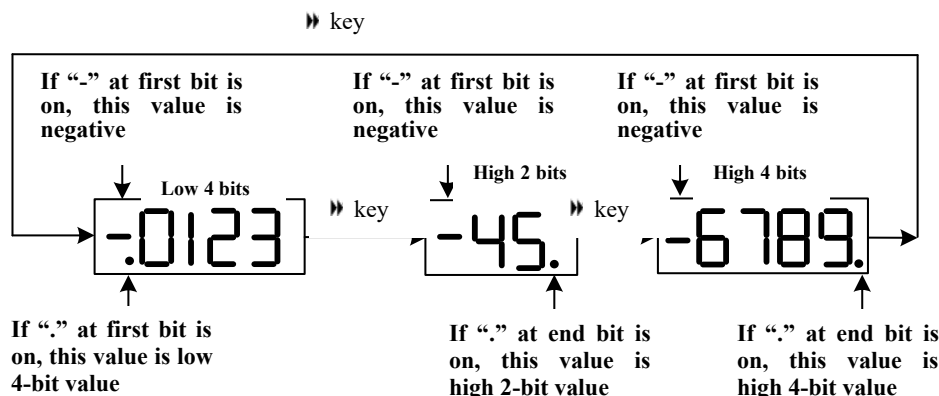 key
If “-” at first bit is
on, this value is
negative
If “-” at first bit is
on, this value is
negative
If “-” at first bit is
on, this value is
negative
Low 4 bits
High 2 bits
High 4 bits
key
key
-.0123
-45.
-6789.
If “.” at first bit is
on, this value is low
4-bit value
If “.” at end bit is
on, this value is
high 2-bit value
If “.” at end bit is
on, this value is
high 4-bit value